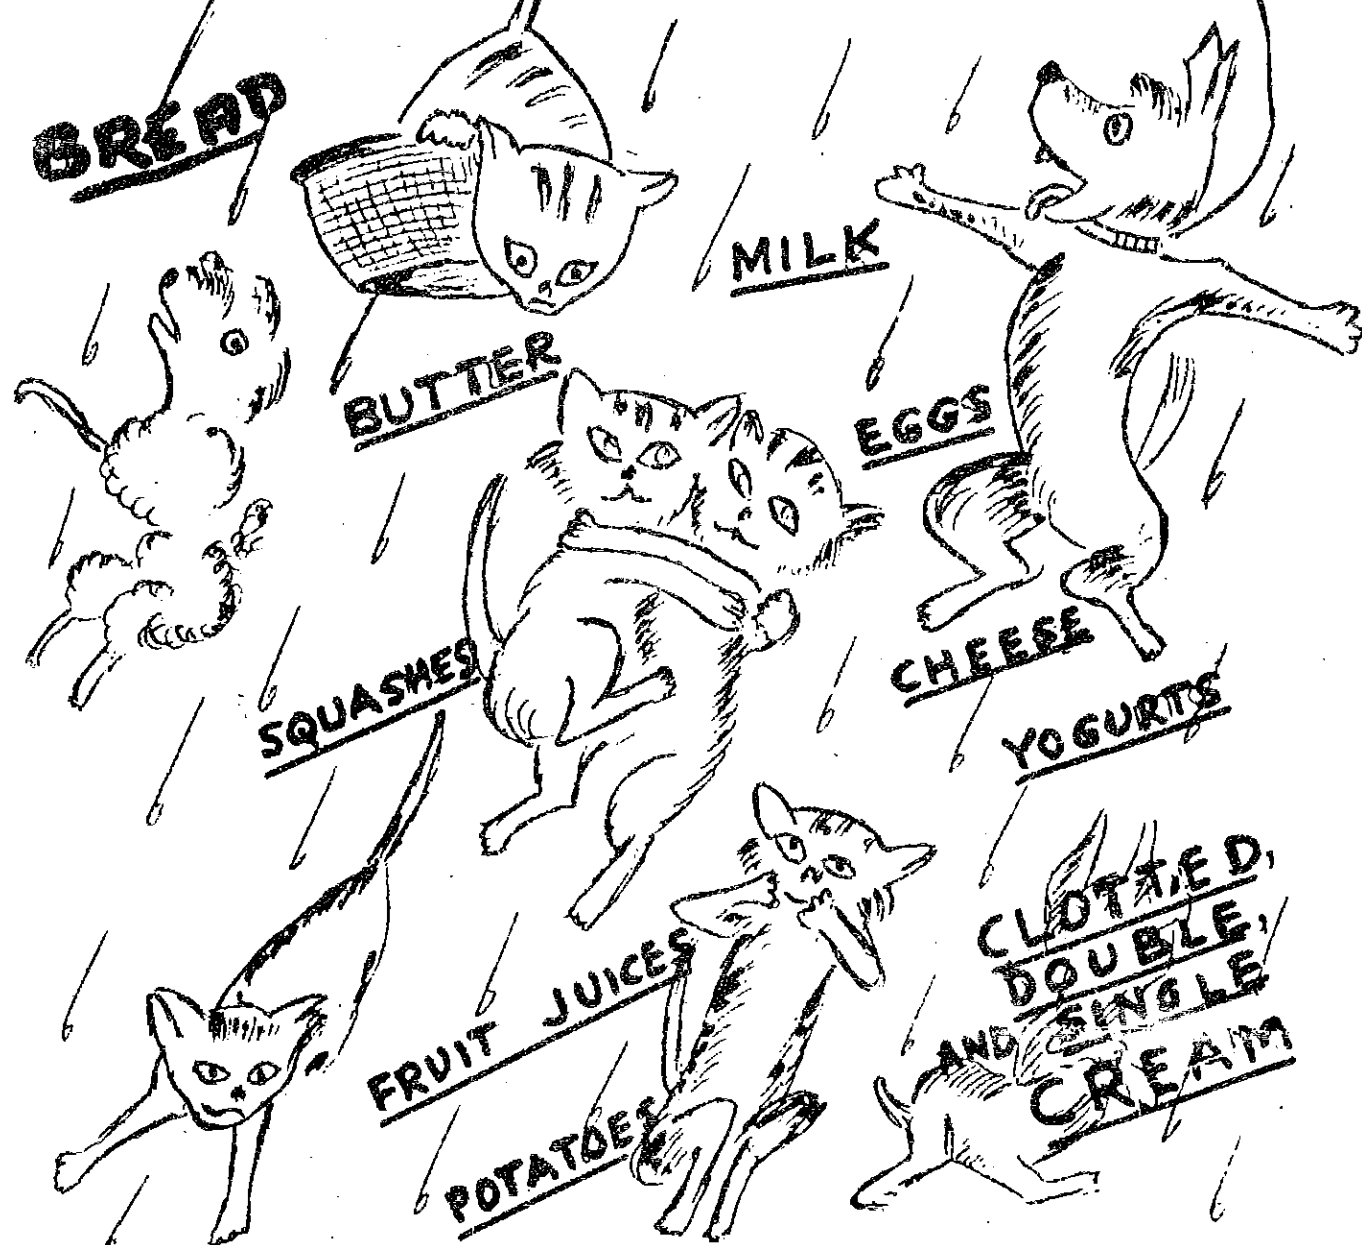 BREAD
MILK
BUTTER
EGGS
SQUASHES
CHEESE
YOGURTS
FRUIT JUICES
CLOTTED,
DOUBLE,
AND SINGLE
CREAM
POTATOES